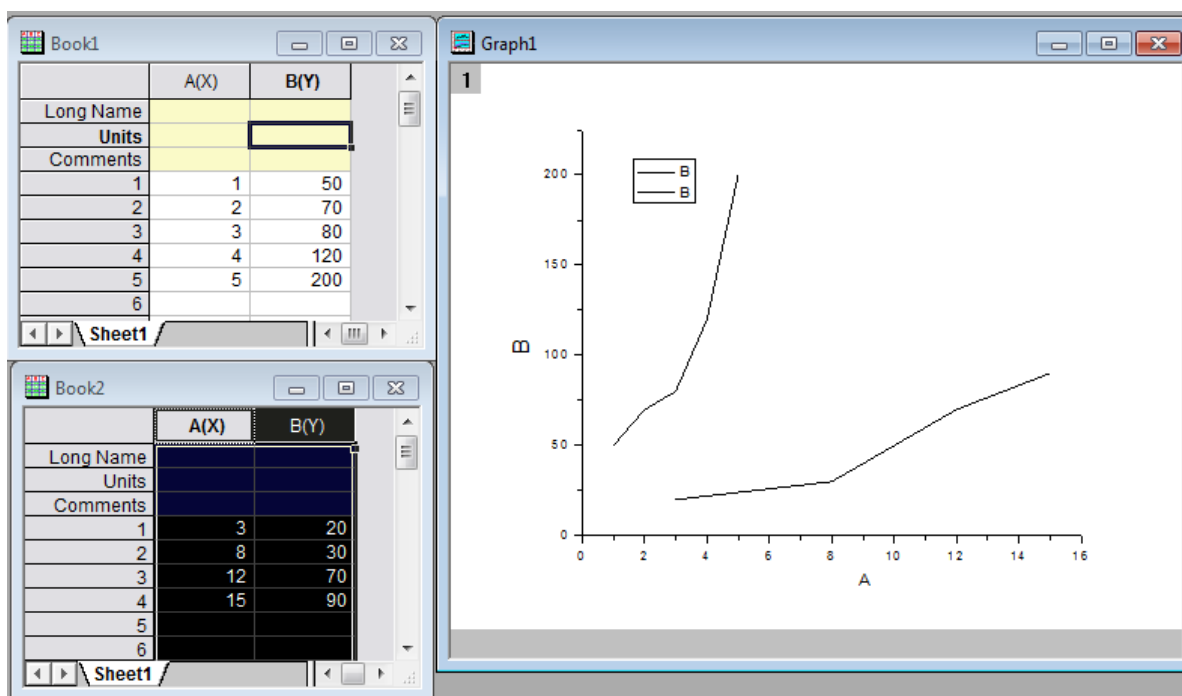 Book1
A(X) B(Y)
Long Name
Units
Comments
1 1 50
2 2 70
3 3 80
4 4 120
5 5 200
6
Sheet1
Book2
A(X) B(Y)
Long Name
Units
Comments
1 3 20
2 8 30
3 12 70
4 15 90
5
6
Sheet1
Graph1
1
B
B
200
150
100
50
0
B
0 2 4 6 8 10 12 14 16
A